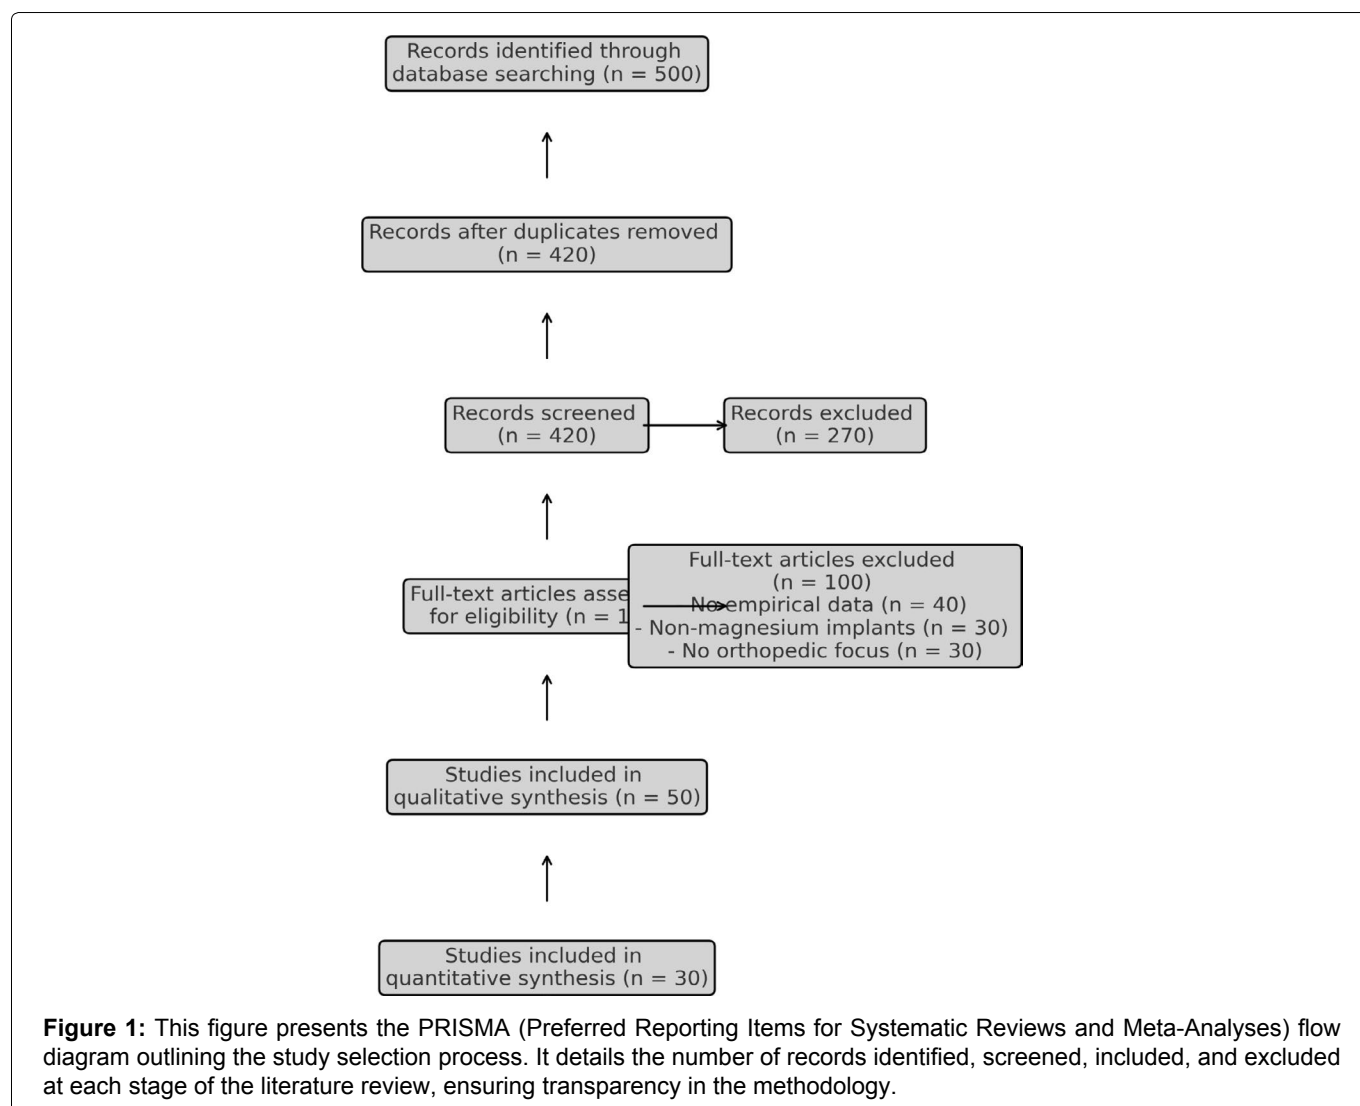 Records identified through
database searching (n = 500)
Records after duplicates removed
(n = 420)
Records screened
(n = 420)
Records excluded
(n = 270)
Full-text articles
for eligibility (n =
Full-text articles excluded
(n = 100)
No empirical data (n = 40)
- Non-magnesium implants (n = 30)
- No orthopedic focus (n = 30)
Studies included in
qualitative synthesis (n = 50)
Studies included in
quantitative synthesis (n = 30)
Figure 1: This figure presents the PRISMA (Preferred Reporting Items for Systematic Reviews and Meta-Analyses) flow
diagram outlining the study selection process. It details the number of records identified, screened, included, and excluded
at each stage of the literature review, ensuring transparency in the methodology.